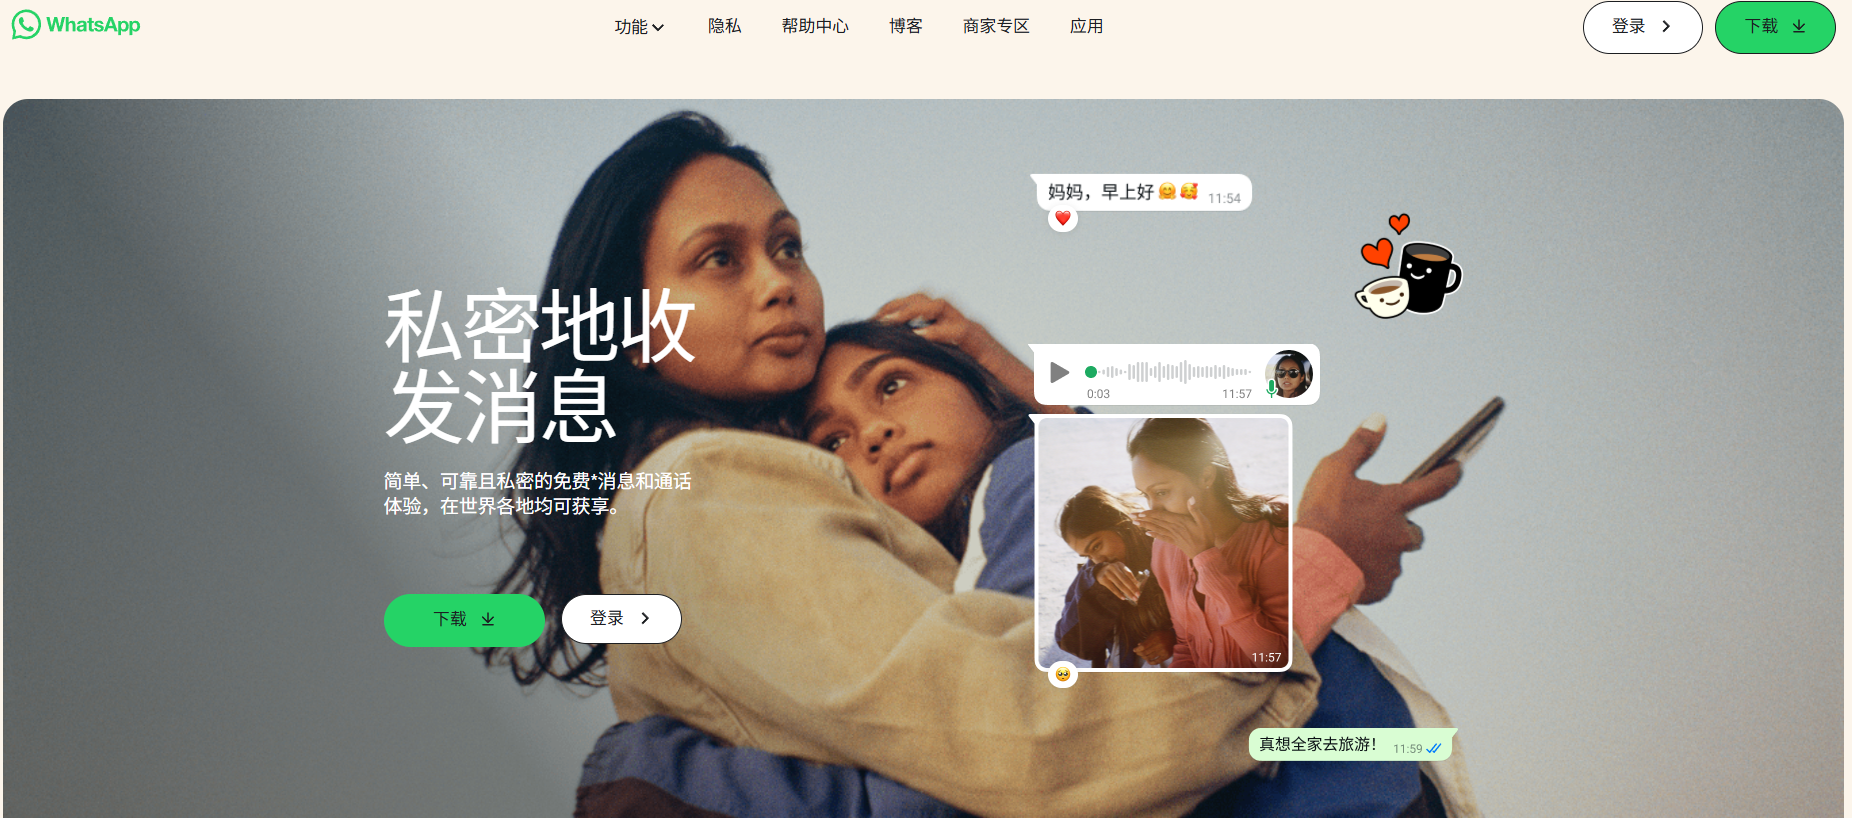 WhatsApp
功能
隐私
帮助中心
博客
商家专区
应用
登录
下载
妈妈，早上好🤗🥰 11:54
❤️
私密地收
发消息
0:03
11:57
简单、可靠且私密的免费*消息和通话
体验，在世界各地均可获享。
下载
登录
11:57
🥺
真想全家去旅游！ 11:59